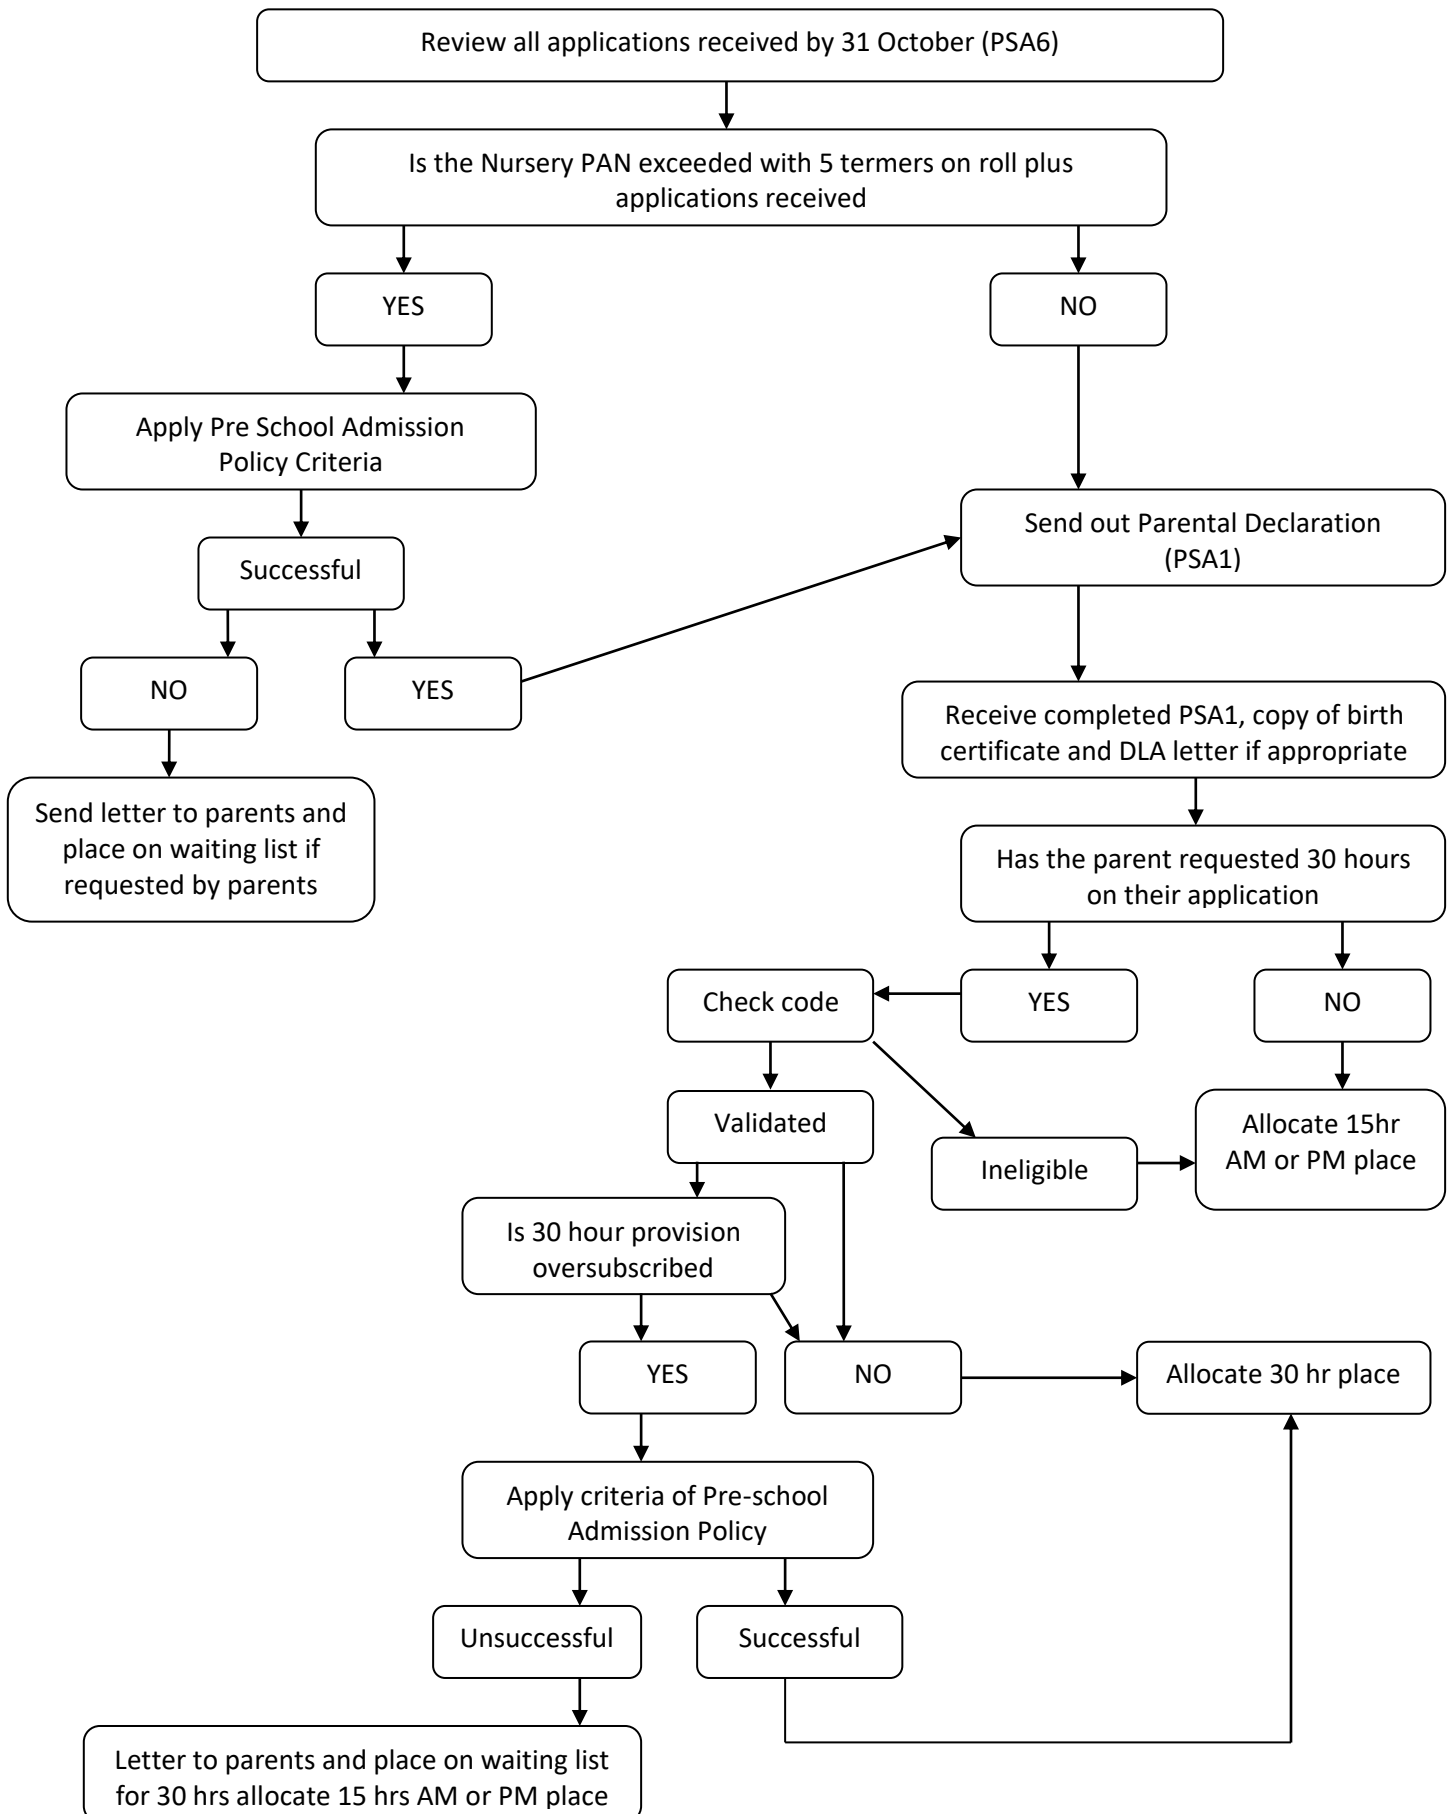 Review all applications received by 31 October (PSA6)
Is the Nursery PAN exceeded with 5 termers on roll plus
applications received
YES
NO
Apply Pre School Admission
Policy Criteria
Successful
Send out Parental Declaration
(PSA1)
NO
YES
Receive completed PSA1, copy of birth
certificate and DLA letter if appropriate
Send letter to parents and
place on waiting list if
requested by parents
Has the parent requested 30 hours
on their application
Check code
YES
NO
Validated
Ineligible
Allocate 15hr
AM or PM place
Is 30 hour provision
oversubscribed
YES
NO
Allocate 30 hr place
Apply criteria of Pre-school
Admission Policy
Unsuccessful
Successful
Letter to parents and place on waiting list
for 30 hrs allocate 15 hrs AM or PM place